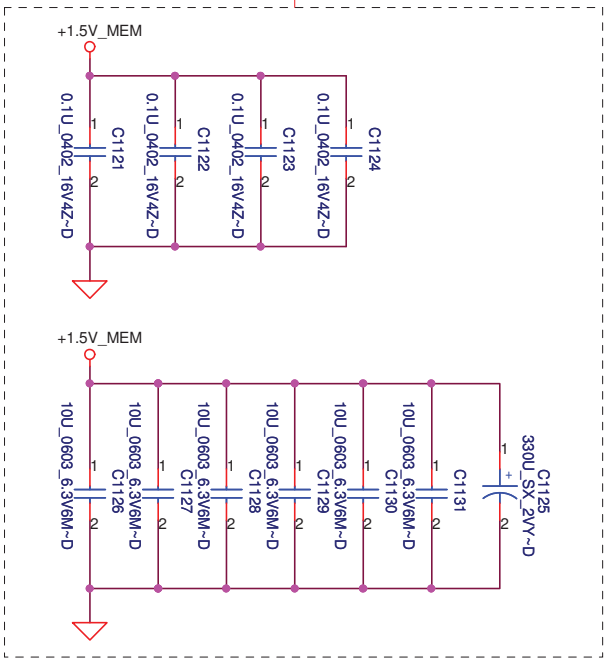 +1.5V_MEM
0.1U_0402_16V4Z~D
1
2
C1121
0.1U_0402_16V4Z~D
1
2
C1122
0.1U_0402_16V4Z~D
1
2
C1123
0.1U_0402_16V4Z~D
1
2
C1124
+1.5V_MEM
10U_0603_6.3V6M~D
1
2
C1126
10U_0603_6.3V6M~D
1
2
C1127
10U_0603_6.3V6M~D
1
2
C1128
10U_0603_6.3V6M~D
1
2
C1129
10U_0603_6.3V6M~D
1
2
C1130
10U_0603_6.3V6M~D
1
2
C1131
1
+
2
330U_SX_2VY~D
C1125